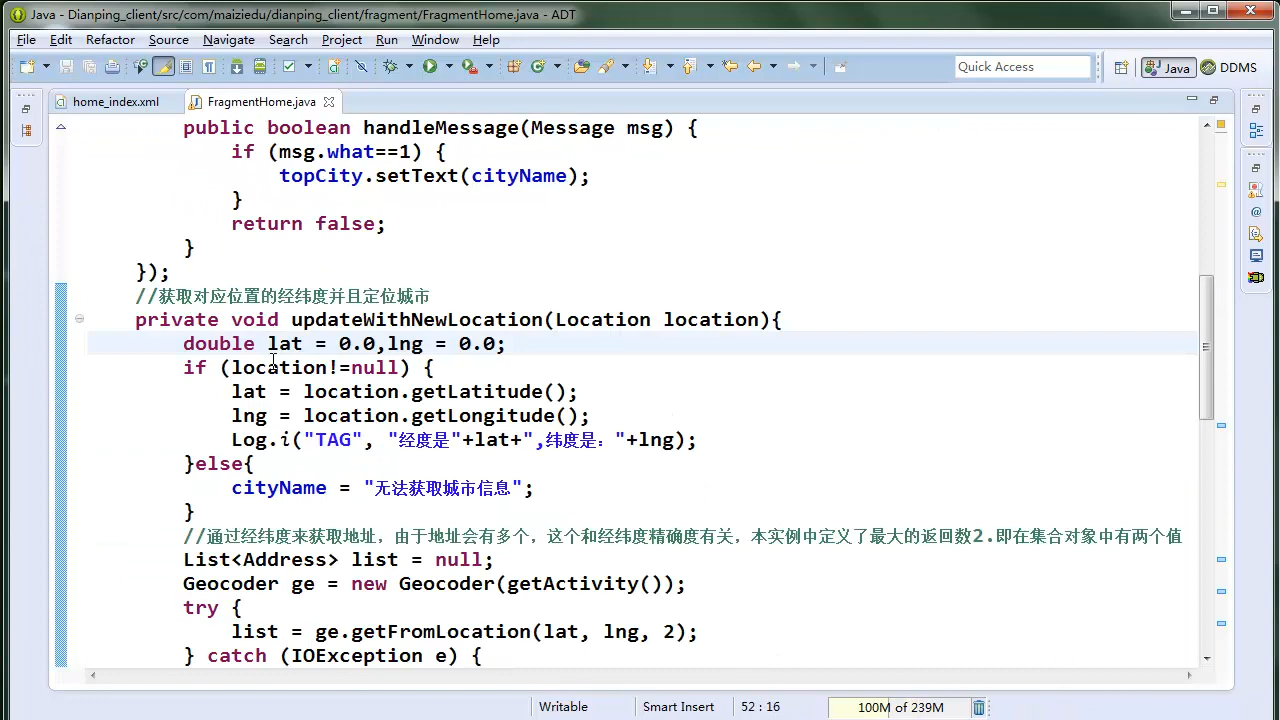 Java - Dianping_client/src/com/maiziedu/dianping_client/fragment/FragmentHome.java - ADT
File Edit Refactor Source Navigate Search Project Run Window Help
Quick Access Java DDMS
home_index.xml FragmentHome.java
public boolean handleMessage(Message msg) {
if (msg.what==1) {
topCity.setText(cityName);
}
return false;
}
});
//获取对应位置的经纬度并且定位城市
private void updateWithNewLocation(Location location){
double lat = 0.0,lng = 0.0;
if (location!=null) {
lat = location.getLatitude();
lng = location.getLongitude();
Log.i("TAG", "经度是"+lat+",纬度是："+lng);
}else{
cityName = "无法获取城市信息";
}
//通过经纬度来获取地址，由于地址会有多个，这个和经纬度精确度有关，本实例中定义了最大的返回数2.即在集合对象中有两个值
List<Address> list = null;
Geocoder ge = new Geocoder(getActivity());
try {
list = ge.getFromLocation(lat, lng, 2);
} catch (IOException e) {
Writable Smart Insert 52 : 16 100M of 239M